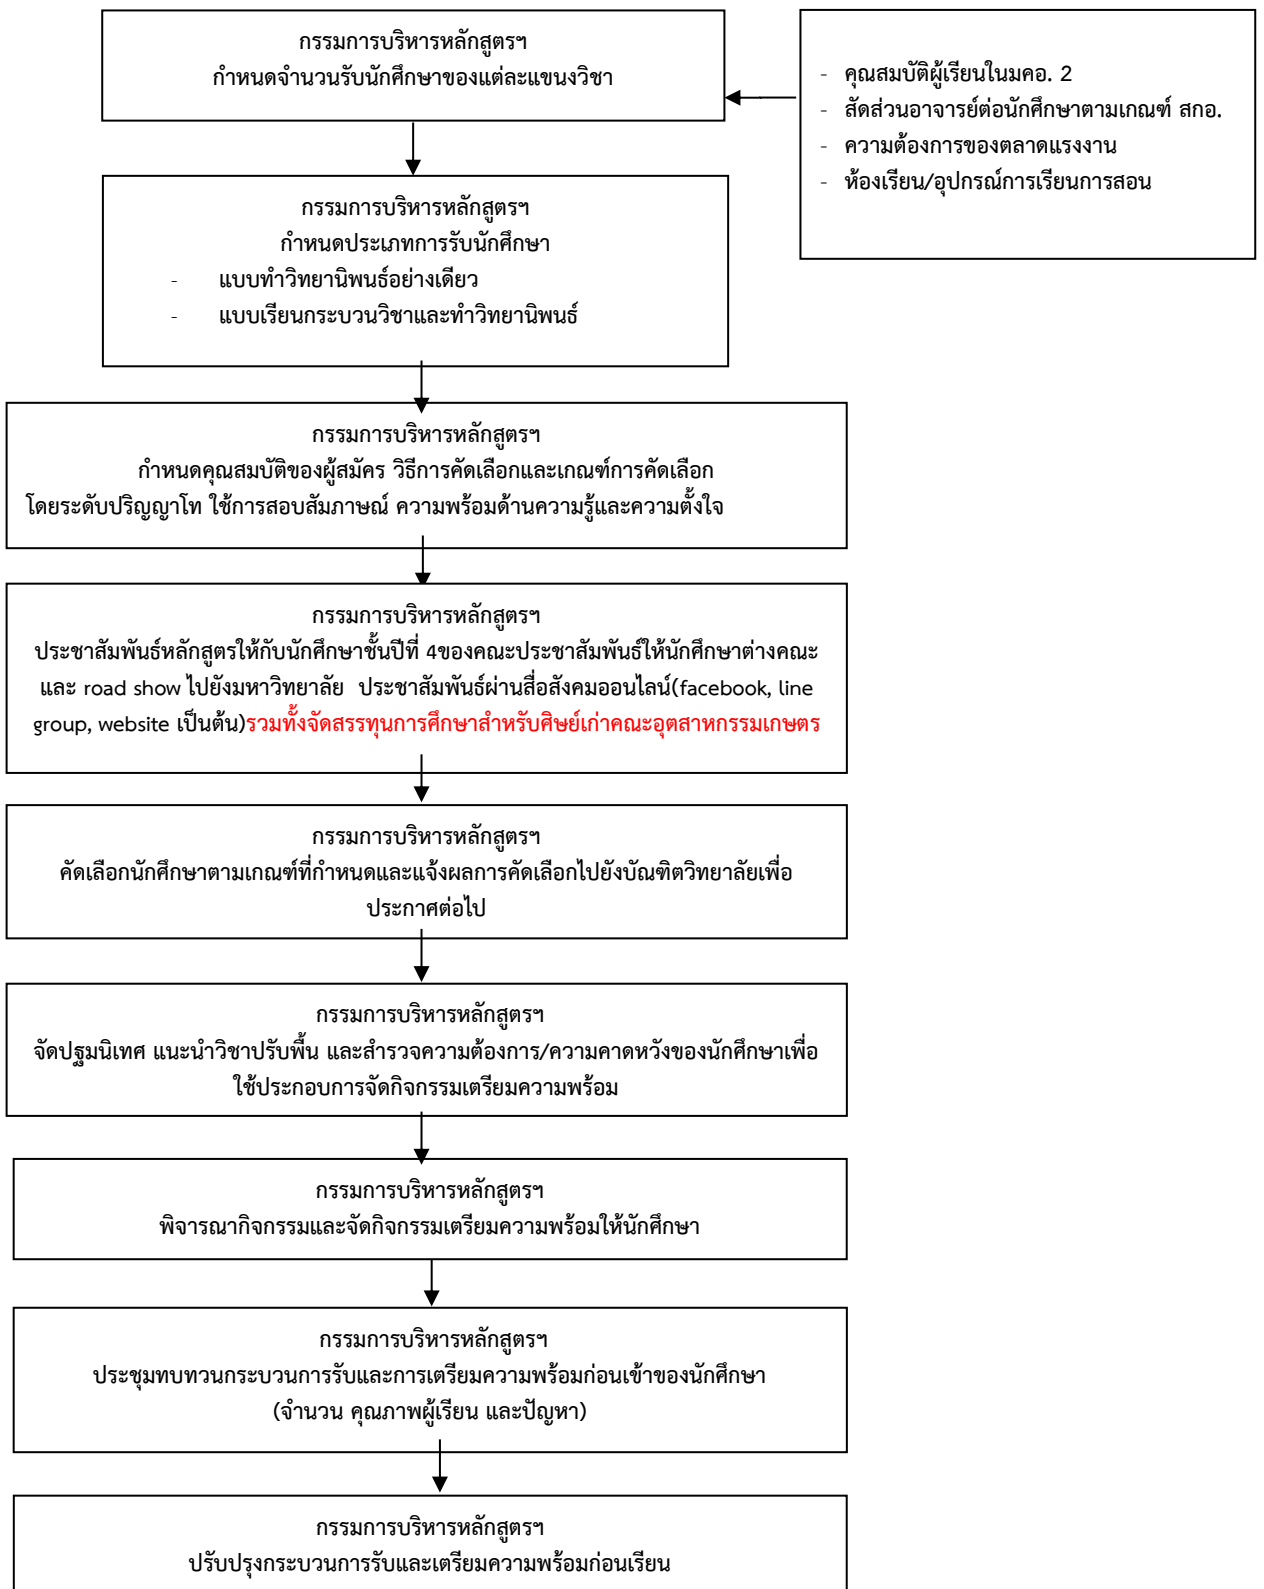 กรรมการบริหารหลักสูตรฯ
กำหนดจำนวนรับนักศึกษาของแต่ละแขนงวิชา
- คุณสมบัติผู้เรียนในมคอ. 2
- สัดส่วนอาจารย์ต่อนักศึกษาตามเกณฑ์ สกอ.
- ความต้องการของตลาดแรงงาน
- ห้องเรียน/อุปกรณ์การเรียนการสอน
กรรมการบริหารหลักสูตรฯ
กำหนดประเภทการรับนักศึกษา
- แบบทำวิทยานิพนธ์อย่างเดียว
- แบบเรียนกระบวนวิชาและทำวิทยานิพนธ์
กรรมการบริหารหลักสูตรฯ
กำหนดคุณสมบัติของผู้สมัคร วิธีการคัดเลือกและเกณฑ์การคัดเลือก
โดยระดับปริญญาโท ใช้การสอบสัมภาษณ์ ความพร้อมด้านความรู้และความตั้งใจ
กรรมการบริหารหลักสูตรฯ
ประชาสัมพันธ์หลักสูตรให้กับนักศึกษาชั้นปีที่ 4ของคณะประชาสัมพันธ์ให้นักศึกษาต่างคณะ
และ road show ไปยังมหาวิทยาลัย ประชาสัมพันธ์ผ่านสื่อสังคมออนไลน์(facebook, line
group, website เป็นต้น)รวมทั้งจัดสรรทุนการศึกษาสำหรับศิษย์เก่าคณะอุตสาหกรรมเกษตร
กรรมการบริหารหลักสูตรฯ
คัดเลือกนักศึกษาตามเกณฑ์ที่กำหนดและแจ้งผลการคัดเลือกไปยังบัณฑิตวิทยาลัยเพื่อ
ประกาศต่อไป
กรรมการบริหารหลักสูตรฯ
จัดปฐมนิเทศ แนะนำวิชาปรับพื้น และสำรวจความต้องการ/ความคาดหวังของนักศึกษาเพื่อ
ใช้ประกอบการจัดกิจกรรมเตรียมความพร้อม
กรรมการบริหารหลักสูตรฯ
พิจารณากิจกรรมและจัดกิจกรรมเตรียมความพร้อมให้นักศึกษา
กรรมการบริหารหลักสูตรฯ
ประชุมทบทวนกระบวนการรับและการเตรียมความพร้อมก่อนเข้าของนักศึกษา
(จำนวน คุณภาพผู้เรียน และปัญหา)
กรรมการบริหารหลักสูตรฯ
ปรับปรุงกระบวนการรับและเตรียมความพร้อมก่อนเรียน